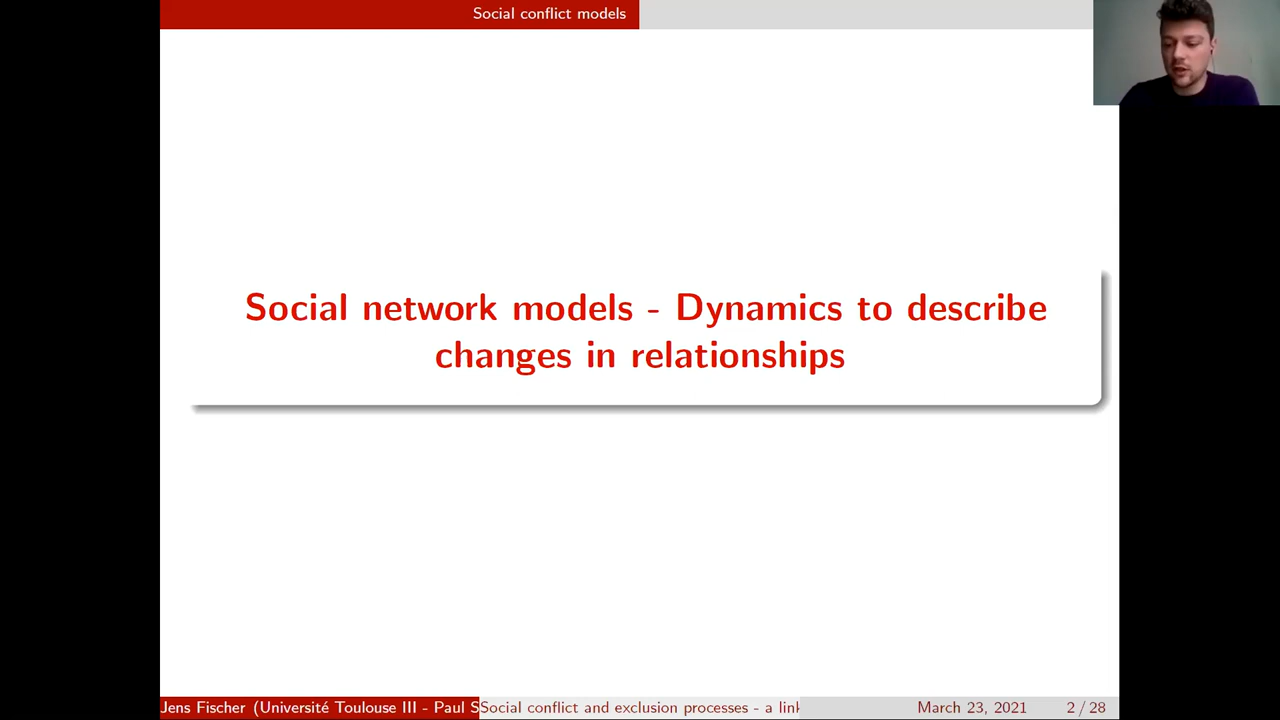 Social conflict models
Social network models - Dynamics to describe
changes in relationships
Jens Fischer (Université Toulouse III - Paul S
Social conflict and exclusion processes - a link
March 23, 2021
2 / 28